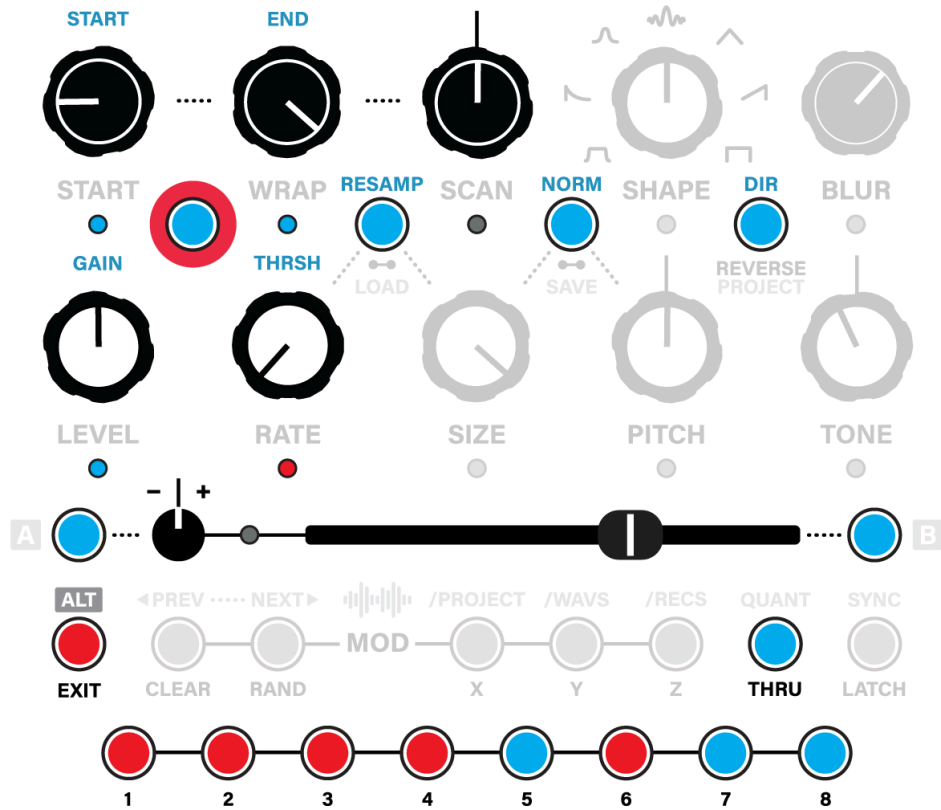 START END
START WRAP RESAMP SCAN NORM SHAPE DIR BLUR
GAIN THRSH LOAD SAVE REVERSE
PROJECT
LEVEL RATE SIZE PITCH TONE
- +
A B
ALT ◀PREV NEXT▶ /PROJECT /WAVS /RECS QUANT SYNC
MOD
EXIT CLEAR RAND X Y Z THRU LATCH
1 2 3 4 5 6 7 8